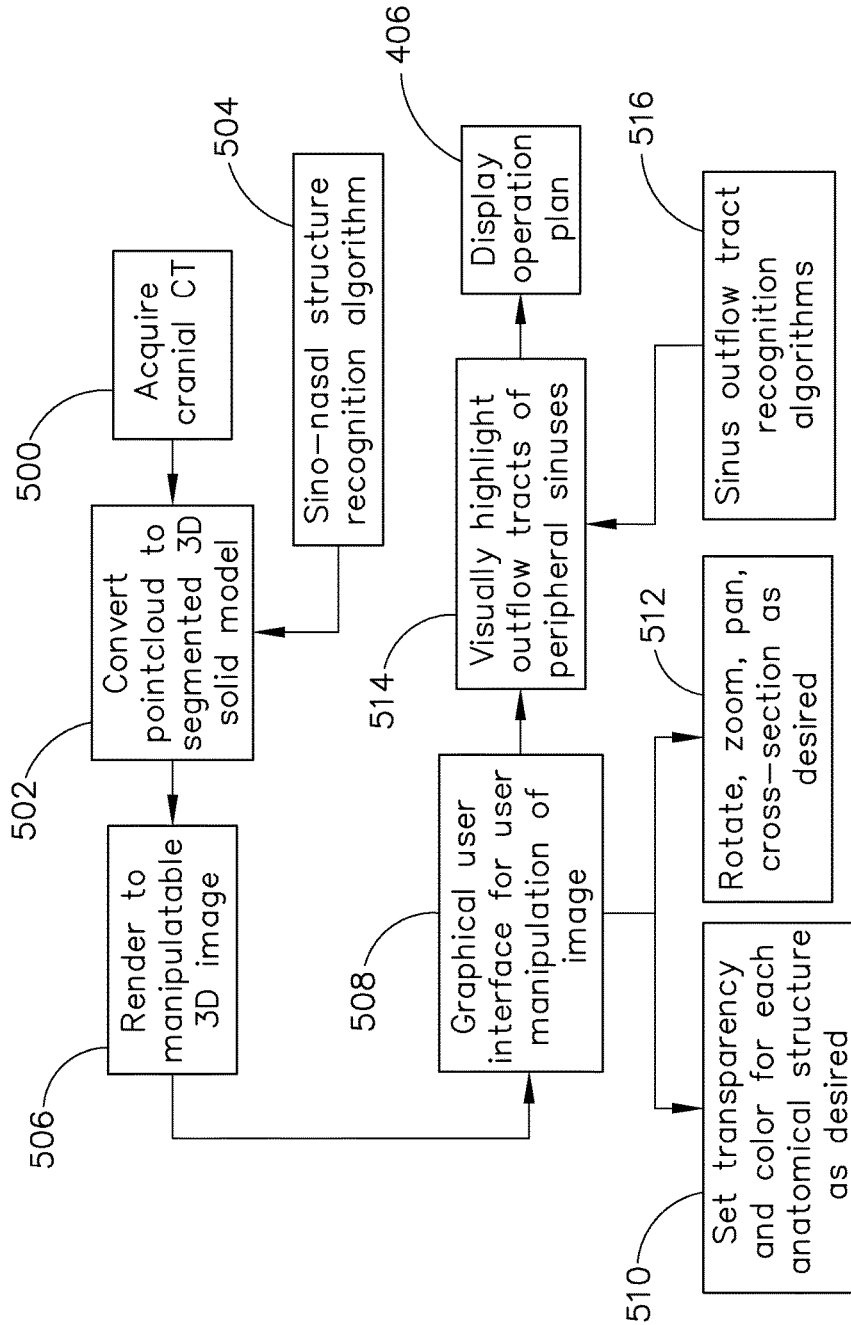 500
Acquire
cranial CT
502
Convert
pointcloud to
segmented 3D
solid model
504
Sino-nasal structure
recognition algorithm
506
Render to
manipulatable
3D image
508
Graphical user
interface for user
manipulation of
image
510
Set transparency
and color for each
anatomical structure
as desired
512
Rotate, zoom, pan,
cross-section as
desired
514
Visually highlight
outflow tracts of
peripheral sinuses
516
Sinus outflow tract
recognition
algorithms
406
Display
operation
plan